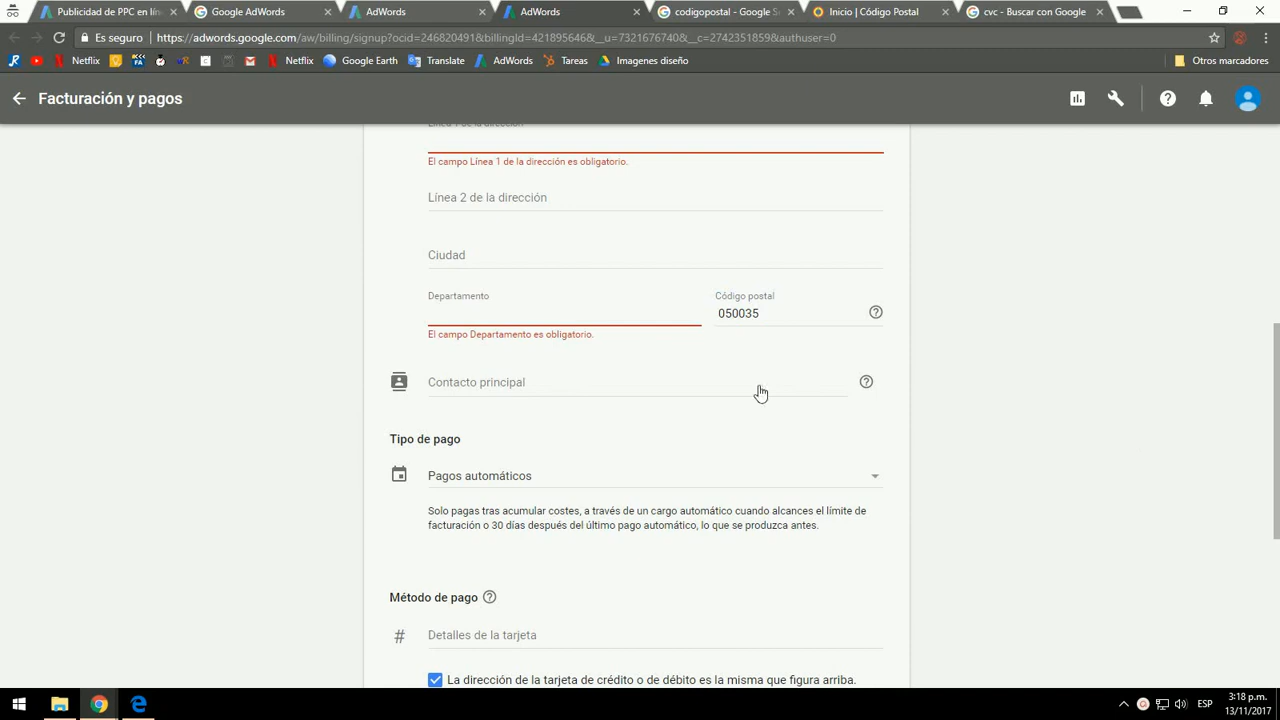 Publicidad de PPC en lín
Google AdWords
AdWords
AdWords
codigopostal - Google S
Inicio | Código Postal
cvc - Buscar con Google
Es seguro
https://adwords.google.com/aw/billing/signup?ocid=246820491&billingId=421895646&__u=7321676740&__c=2742351859&authuser=0
Netflix
Netflix
Google Earth
Translate
AdWords
Tareas
Imagenes diseño
Otros marcadores
Facturación y pagos
Línea 1 de la dirección
El campo Línea 1 de la dirección es obligatorio.
Línea 2 de la dirección
Ciudad
Departamento
Código postal
050035
El campo Departamento es obligatorio.
Contacto principal
Tipo de pago
Pagos automáticos
Solo pagas tras acumular costes, a través de un cargo automático cuando alcances el límite de
facturación o 30 días después del último pago automático, lo que se produzca antes.
Método de pago
# Detalles de la tarjeta
La dirección de la tarjeta de crédito o de débito es la misma que figura arriba.
ESP
3:18 p.m.
13/11/2017